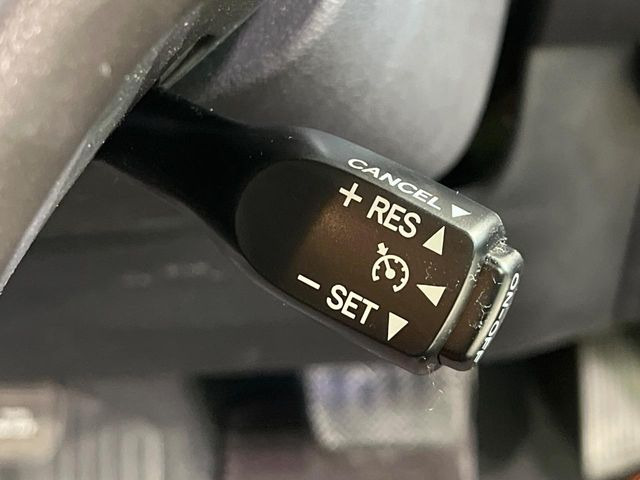 CANCEL
+ RES
- SET
ON·OFF